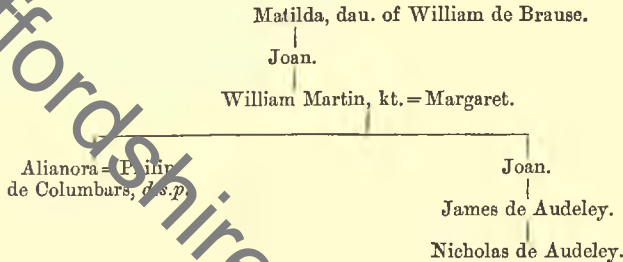 Matilda, dau. of William de Brause.
Joan.
William Martin, kt. = Margaret.
Alianora = Philip
de Columbars, d.s.p.
Joan.
James de Audeley.
Nicholas de Audeley.